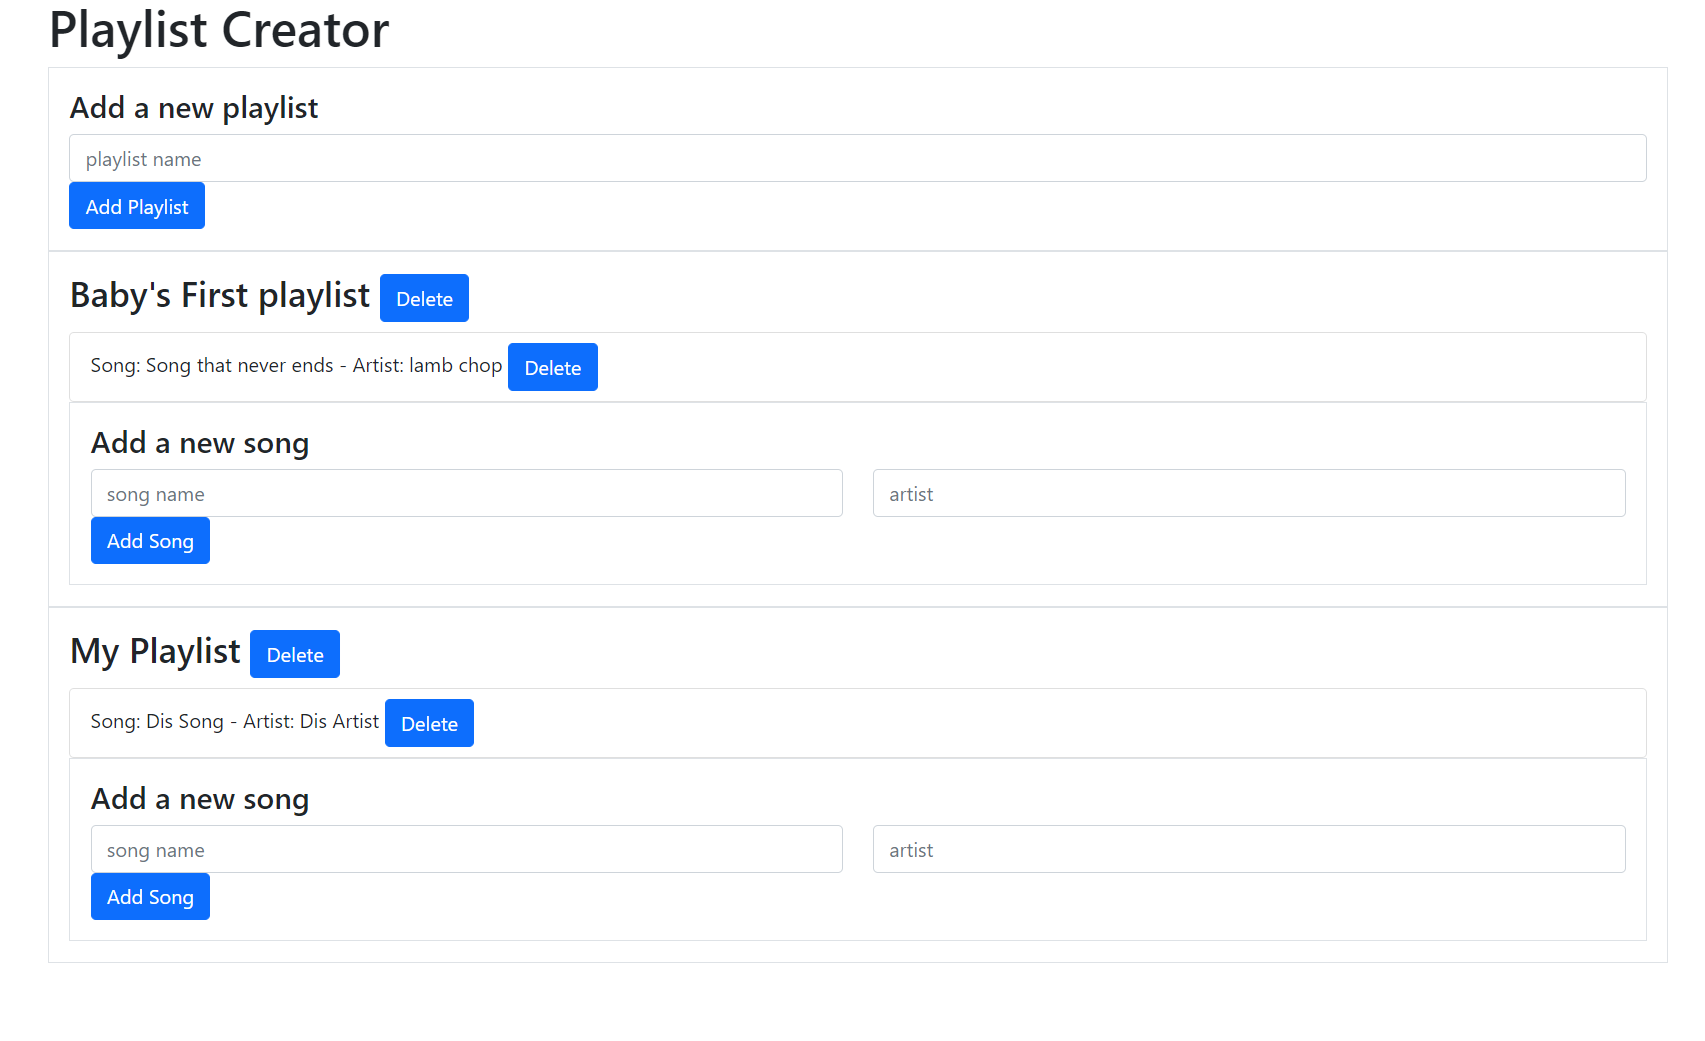 Playlist Creator
Add a new playlist
playlist name
Add Playlist
Baby's First playlist Delete
Song: Song that never ends - Artist: lamb chop Delete
Add a new song
song name artist
Add Song
My Playlist Delete
Song: Dis Song - Artist: Dis Artist Delete
Add a new song
song name artist
Add Song